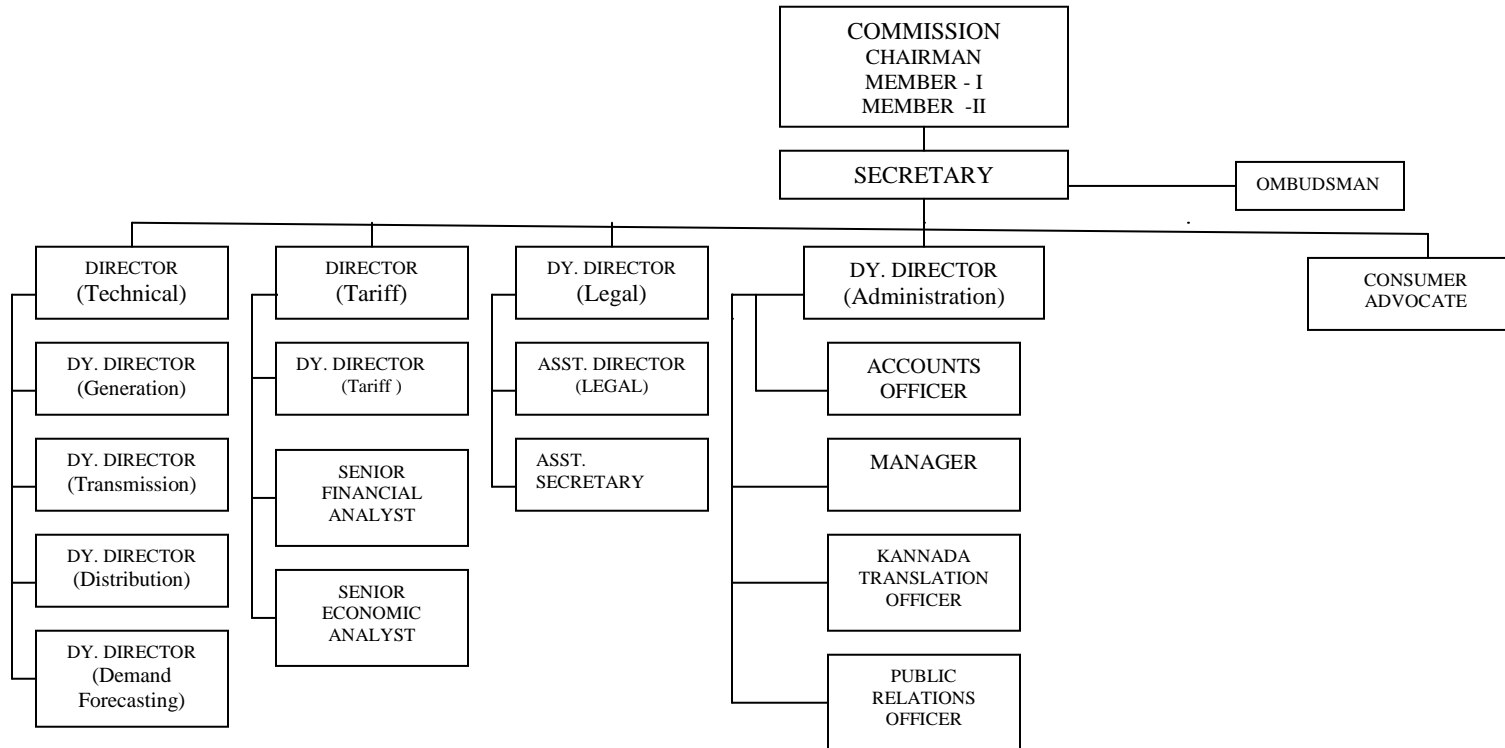 COMMISSION
CHAIRMAN
MEMBER - I
MEMBER -II
SECRETARY
OMBUDSMAN
DIRECTOR
(Technical)
DY. DIRECTOR
(Generation)
DY. DIRECTOR
(Transmission)
DY. DIRECTOR
(Distribution)
DY. DIRECTOR
(Demand
Forecasting)
DIRECTOR
(Tariff)
DY. DIRECTOR
(Tariff )
SENIOR
FINANCIAL
ANALYST
SENIOR
ECONOMIC
ANALYST
DY. DIRECTOR
(Legal)
ASST. DIRECTOR
(LEGAL)
ASST.
SECRETARY
DY. DIRECTOR
(Administration)
ACCOUNTS
OFFICER
MANAGER
KANNADA
TRANSLATION
OFFICER
PUBLIC
RELATIONS
OFFICER
CONSUMER
ADVOCATE